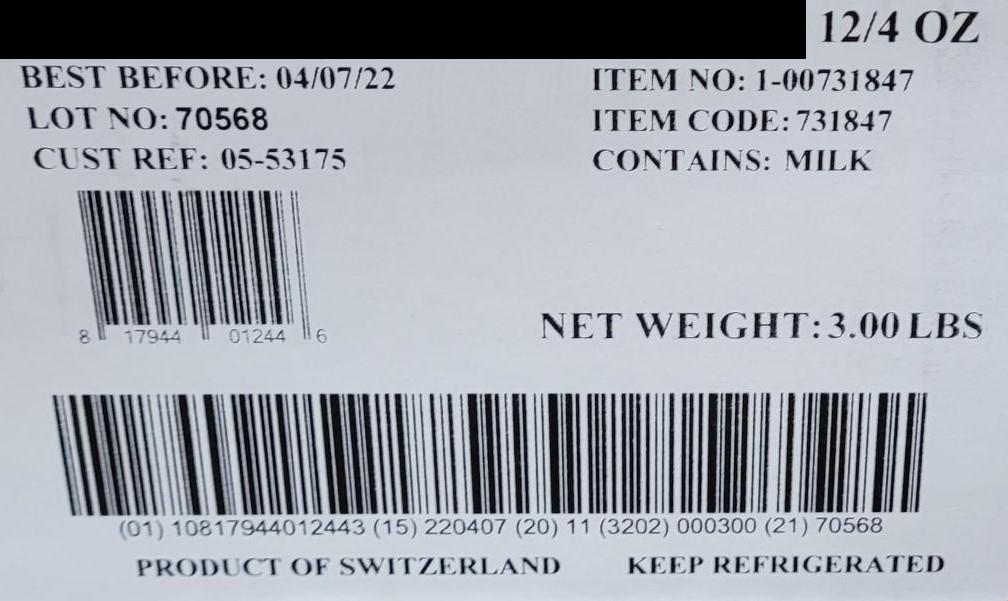 12/4 OZ
BEST BEFORE: 04/07/22
ITEM NO: 1-00731847
LOT NO: 70568
ITEM CODE: 731847
CUST REF: 05-53175
CONTAINS: MILK
8 17944 01244 6
NET WEIGHT: 3.00 LBS
(01) 10817944012443 (15) 220407 (20) 11 (3202) 000300 (21) 70568
PRODUCT OF SWITZERLAND KEEP REFRIGERATED